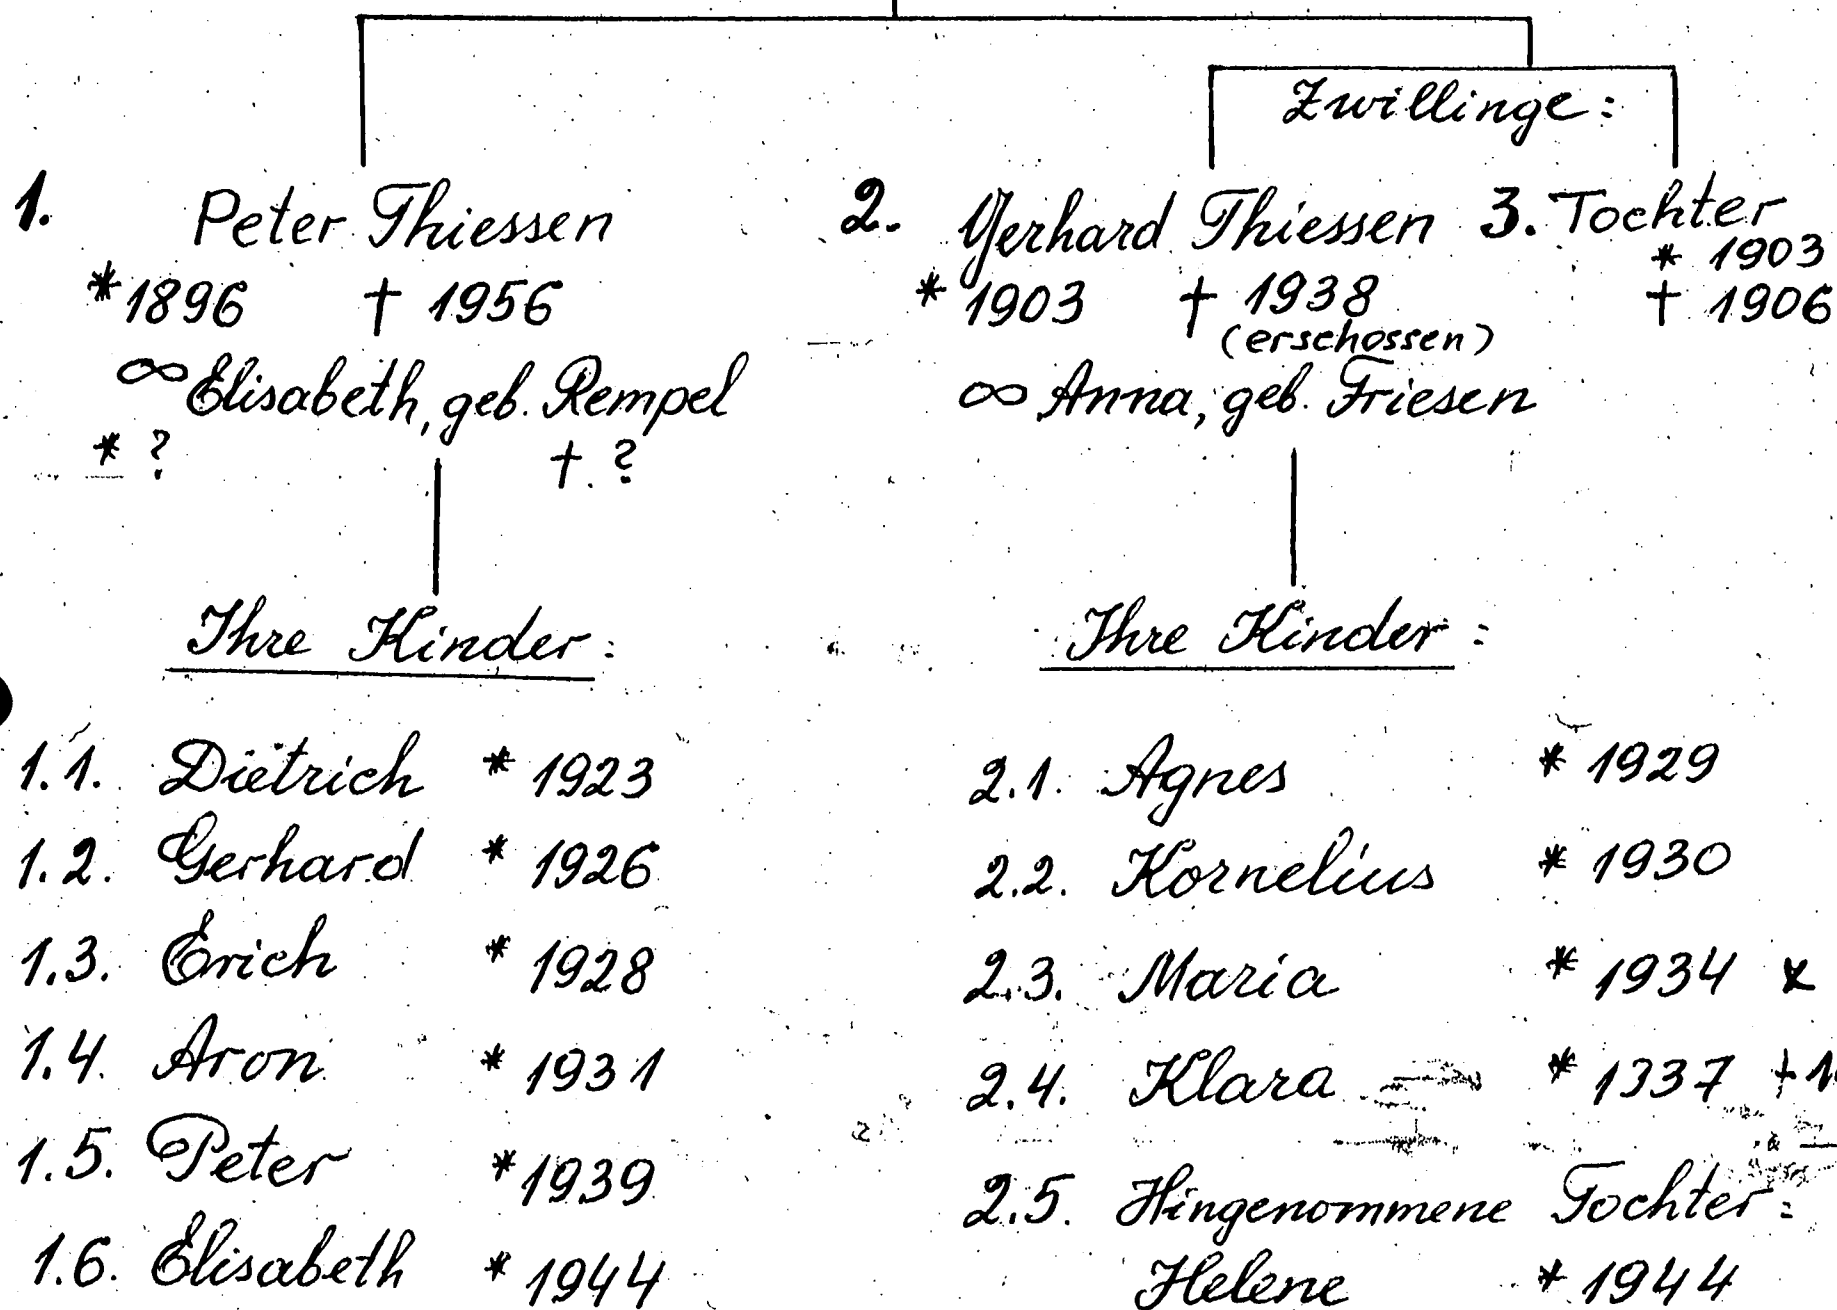 Zwillinge:
1. Peter Thiessen
* 1896 † 1956
∞ Elisabeth, geb. Rempel
* ? †. ?
Ihre Kinder:
1.1. Dietrich * 1923
1.2. Gerhard * 1926
1.3. Erich * 1928
1.4. Aron * 1931
1.5. Peter * 1939
1.6. Elisabeth * 1944
2. Gerhard Thiessen
* 1903 † 1938
(erschossen)
∞ Anna, geb. Friesen
Ihre Kinder:
2.1. Agnes * 1929
2.2. Kornelius * 1930
2.3. Maria * 1934 x
2.4. Klara * 1337 †
2.5. Hingenommene Tochter:
Helene * 1944
3. Tochter
* 1903
† 1906